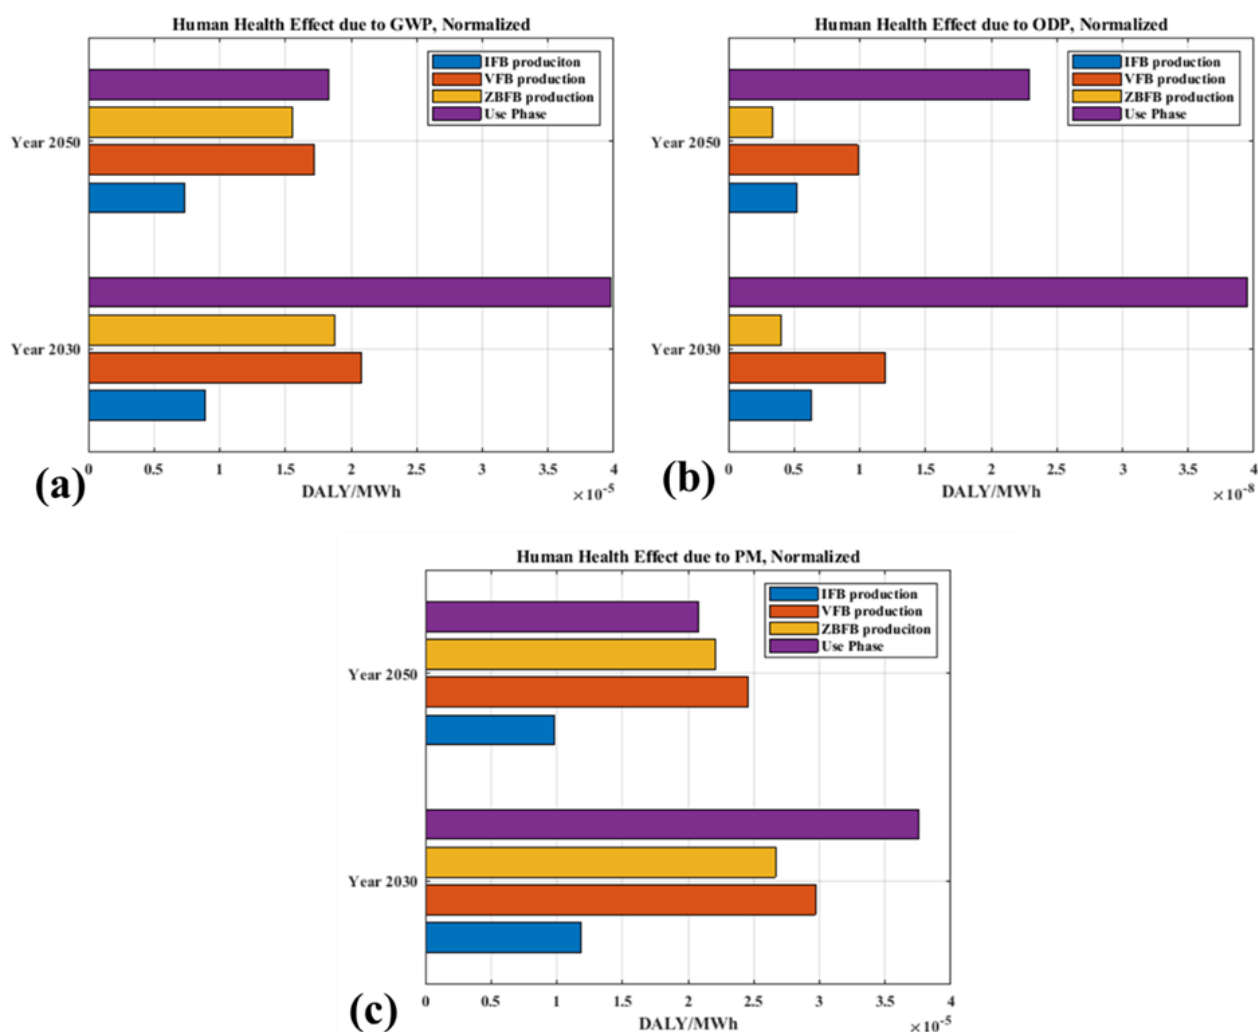 Human Health Effect due to GWP, Normalized
IFB produciton
VFB production
ZBFB production
Use Phase
Year 2050
Year 2030
0 0.5 1 1.5 2 2.5 3 3.5 4
DALY/MWh
×10-5
(a)
Human Health Effect due to ODP, Normalized
IFB production
VFB production
ZBFB production
Use Phase
Year 2050
Year 2030
0 0.5 1 1.5 2 2.5 3 3.5 4
DALY/MWh
×10-8
(b)
Human Health Effect due to PM, Normalized
IFB production
VFB production
ZBFB produciton
Use Phase
Year 2050
Year 2030
0 0.5 1 1.5 2 2.5 3 3.5 4
DALY/MWh
×10-5
(c)